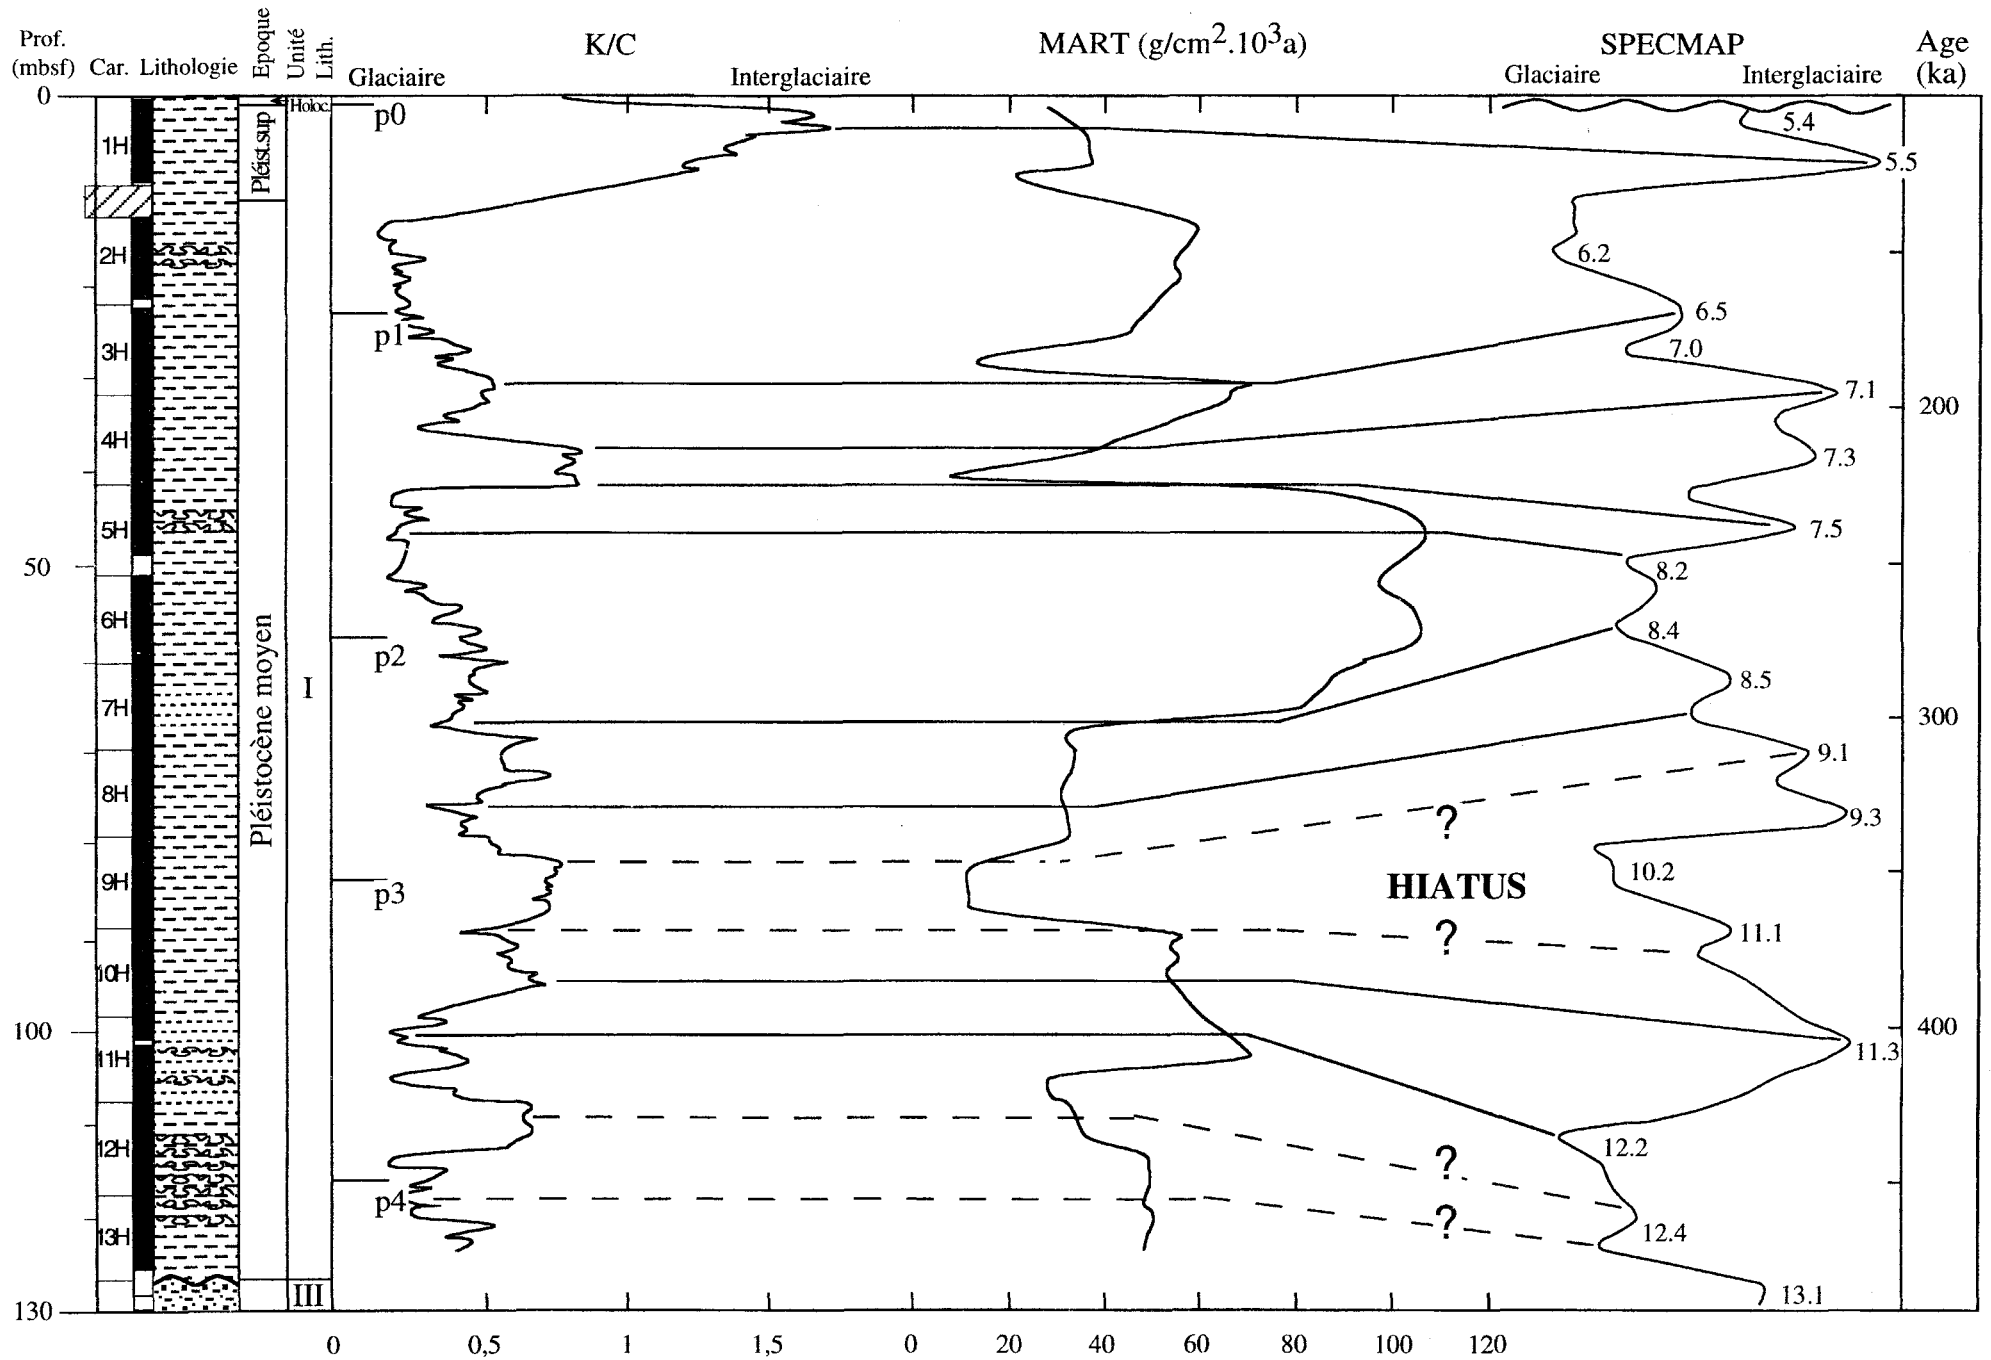 Prof.
(mbsf)
Car.
Lithologie
Epoque
Unité
Lith.
K/C
Glaciaire
Interglaciaire
MART (g/cm2.103a)
SPECMAP
Glaciaire
Interglaciaire
Age
(ka)
0
50
100
130
1H
2H
3H
4H
5H
6H
7H
8H
9H
10H
11H
12H
13H
Holoc.
Pléist.sup
Pléistocène moyen
I
III
p0
p1
p2
p3
p4
5.4
5.5
6.2
6.5
7.0
7.1
7.3
7.5
8.2
8.4
8.5
9.1
9.3
10.2
11.1
11.3
12.2
12.4
13.1
?
HIATUS
?
?
?
200
300
400
0
0,5
1
1,5
0
20
40
60
80
100
120